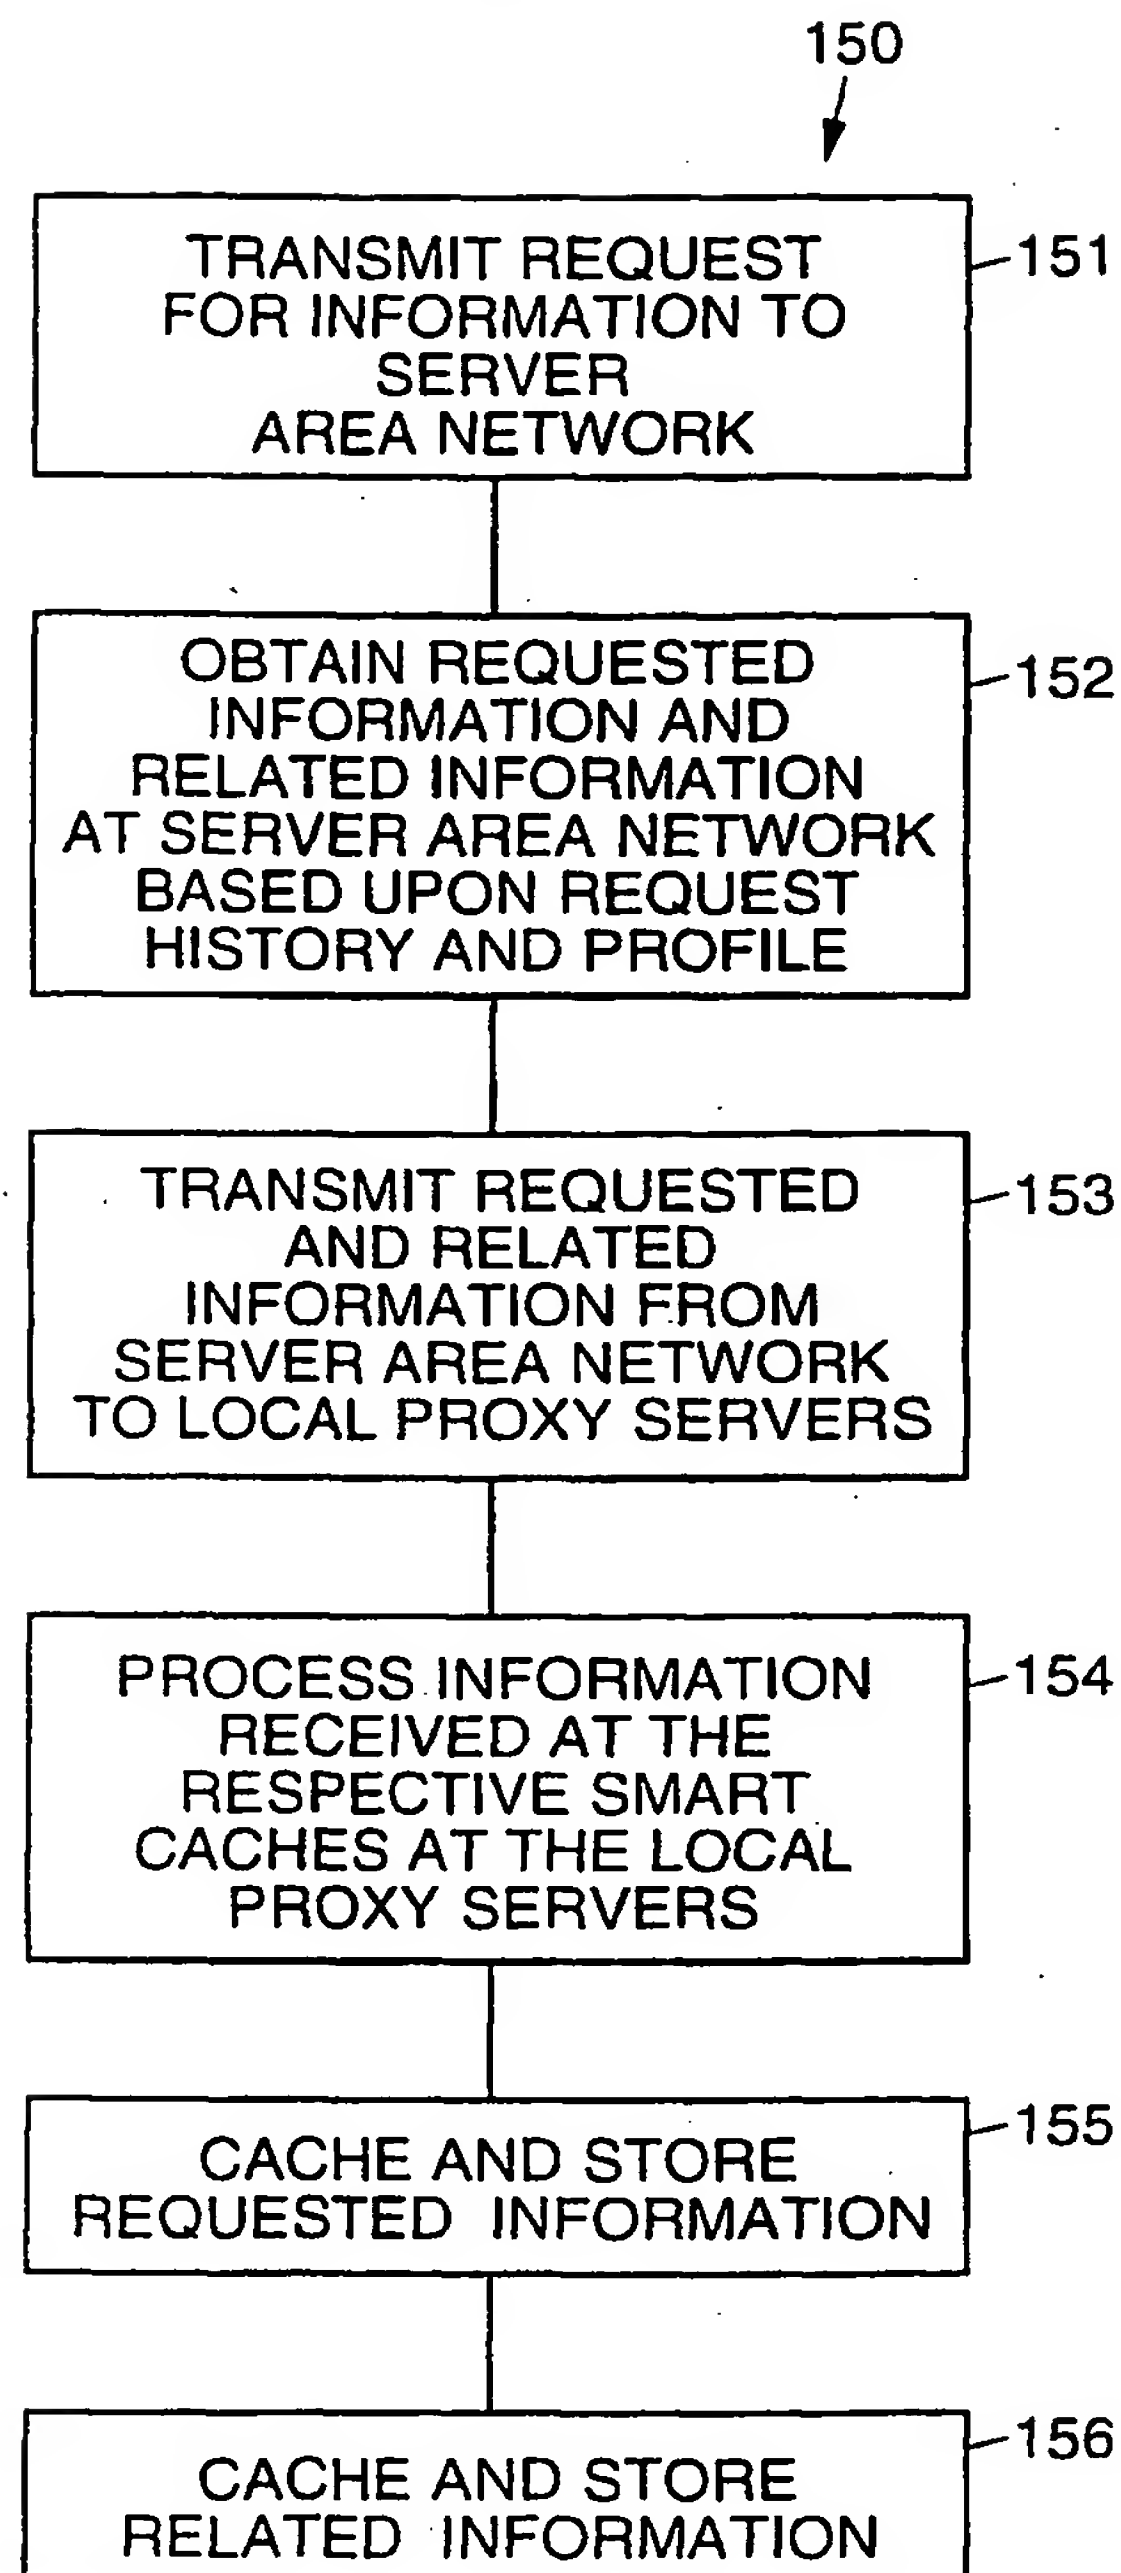 150
TRANSMIT REQUEST
FOR INFORMATION TO
SERVER
AREA NETWORK
151
OBTAIN REQUESTED
INFORMATION AND
RELATED INFORMATION
AT SERVER AREA NETWORK
BASED UPON REQUEST
HISTORY AND PROFILE
152
TRANSMIT REQUESTED
AND RELATED
INFORMATION FROM
SERVER AREA NETWORK
TO LOCAL PROXY SERVERS
153
PROCESS INFORMATION
RECEIVED AT THE
RESPECTIVE SMART
CACHES AT THE LOCAL
PROXY SERVERS
154
CACHE AND STORE
REQUESTED INFORMATION
155
CACHE AND STORE
RELATED INFORMATION
156